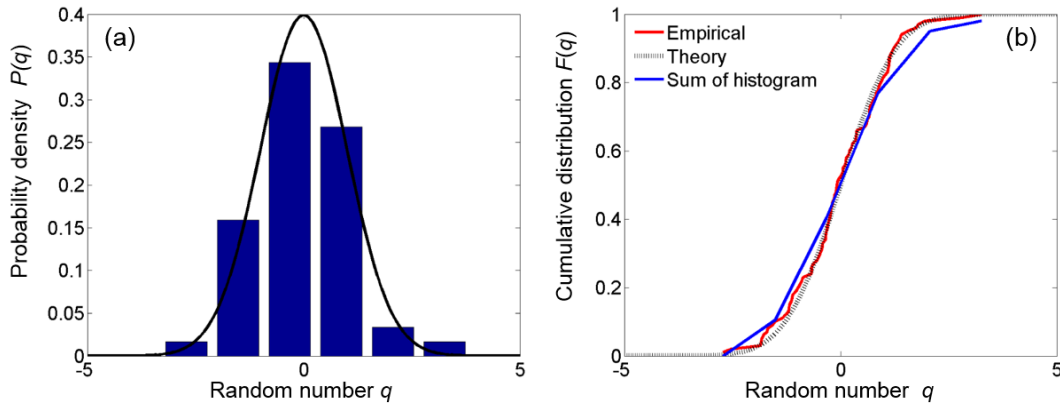 (a)
Probability density P(q)
0.4
0.35
0.3
0.25
0.2
0.15
0.1
0.05
0
-5
0
5
Random number q
(b)
Empirical
Theory
Sum of histogram
Cumulative distribution F(q)
1
0.8
0.6
0.4
0.2
0
-5
0
5
Random number q